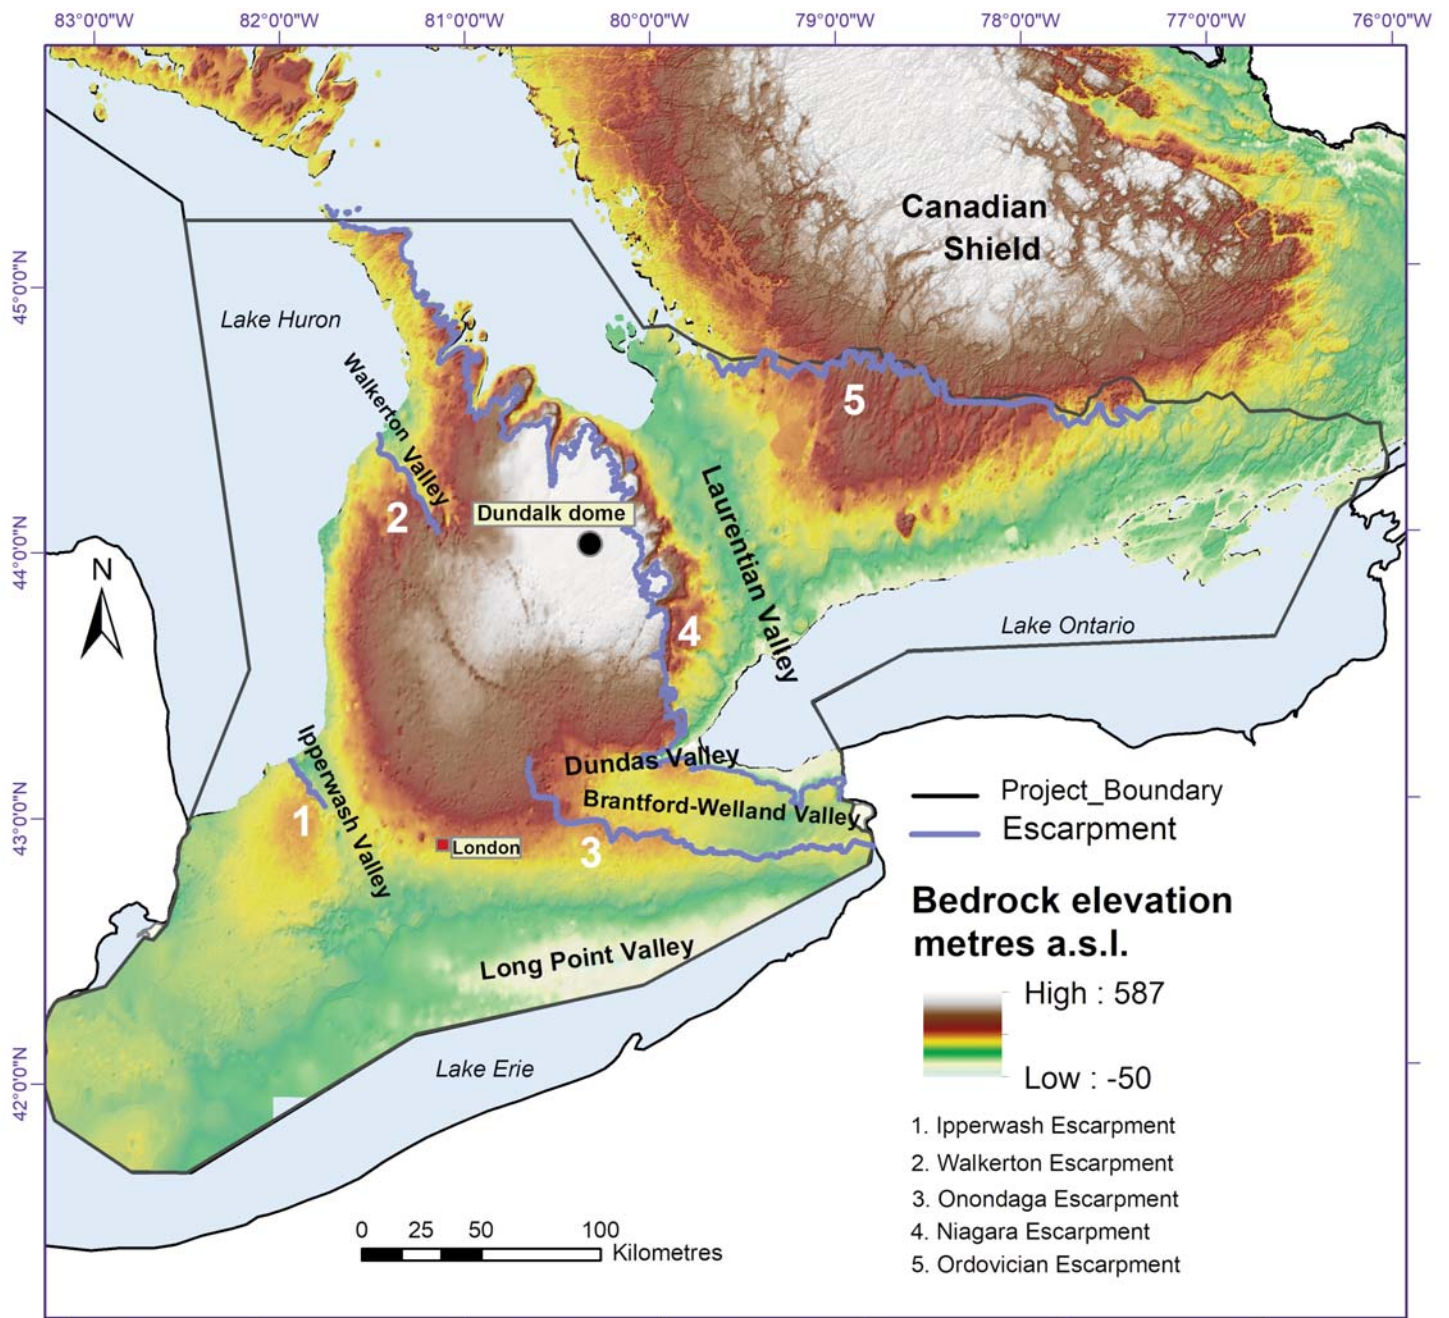 83°0'0"W
82°0'0"W
81°0'0"W
80°0'0"W
79°0'0"W
78°0'0"W
77°0'0"W
76°0'0"W
45°0'0"N
44°0'0"N
43°0'0"N
42°0'0"N
Canadian
Shield
Lake Huron
Walkerton Valley
5
2
Dundalk dome
Laurentian Valley
N
4
Lake Ontario
Ipperwash Valley
Dundas Valley
Brantford-Welland Valley
1
London
3
Long Point Valley
Lake Erie
Project_Boundary
Escarpment
Bedrock elevation
metres a.s.l.
High : 587
Low : -50
1. Ipperwash Escarpment
2. Walkerton Escarpment
3. Onondaga Escarpment
4. Niagara Escarpment
5. Ordovician Escarpment
0 25 50 100
Kilometres